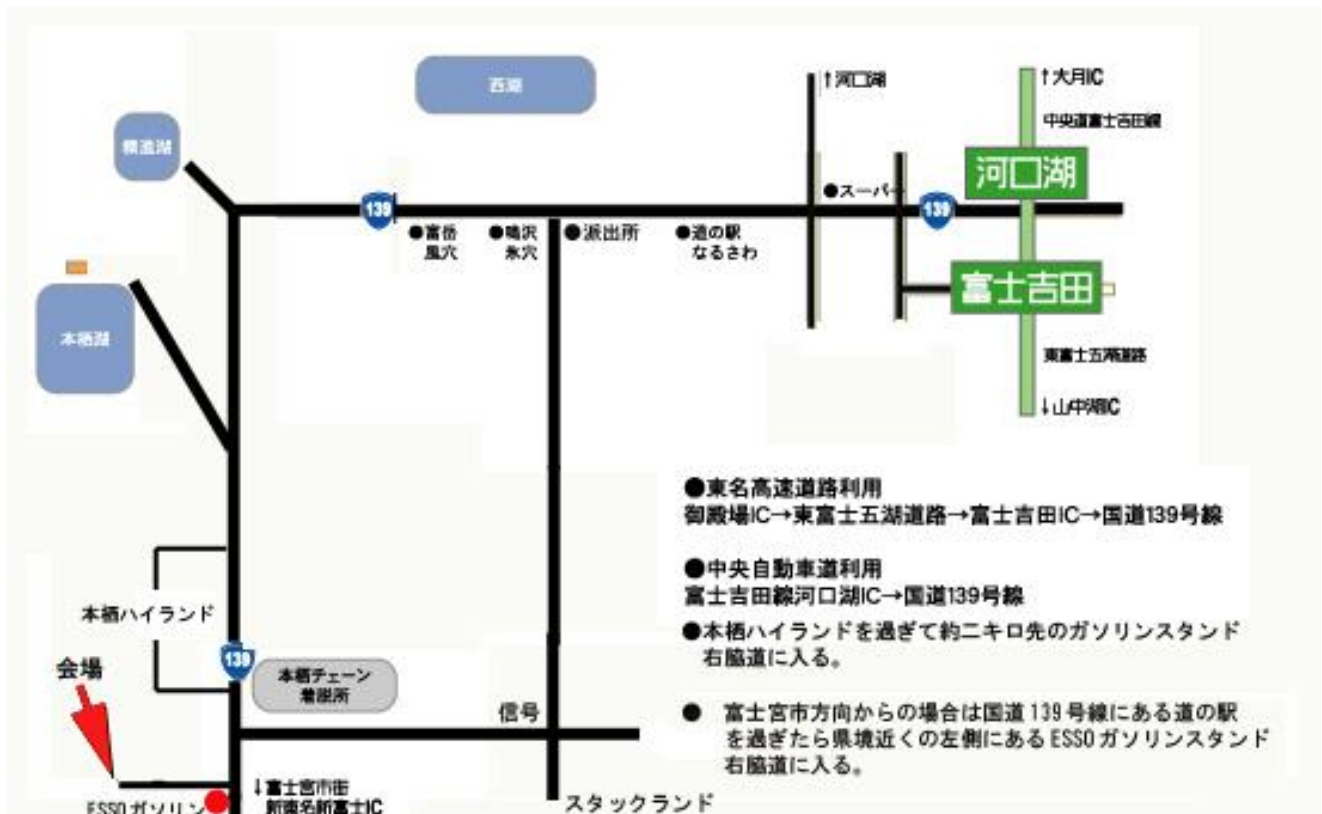 西湖
↑河口湖
↑大月IC
中央道富士吉田線
精進湖
河口湖
●スーパー
139
139
●富岳
風穴
●鳴沢
氷穴
●派出所
●道の駅
なるさわ
富士吉田
本栖湖
東富士五湖道路
↓山中湖IC
●東名高速道路利用
御殿場IC→東富士五湖道路→富士吉田IC→国道139号線
●中央自動車道利用
富士吉田線河口湖IC→国道139号線
●本栖ハイランドを過ぎて約二キロ先のガソリンスタンド
右脇道に入る。
本栖ハイランド
139
会場
本栖チェーン
着脱所
信号
● 富士宮市方向からの場合は国道139号線にある道の駅
を過ぎたら県境近くの左側にあるESSOガソリンスタンド
右脇道に入る。
↓富士宮市街
新東名新富士IC
ESSOガソリン
スタックランド